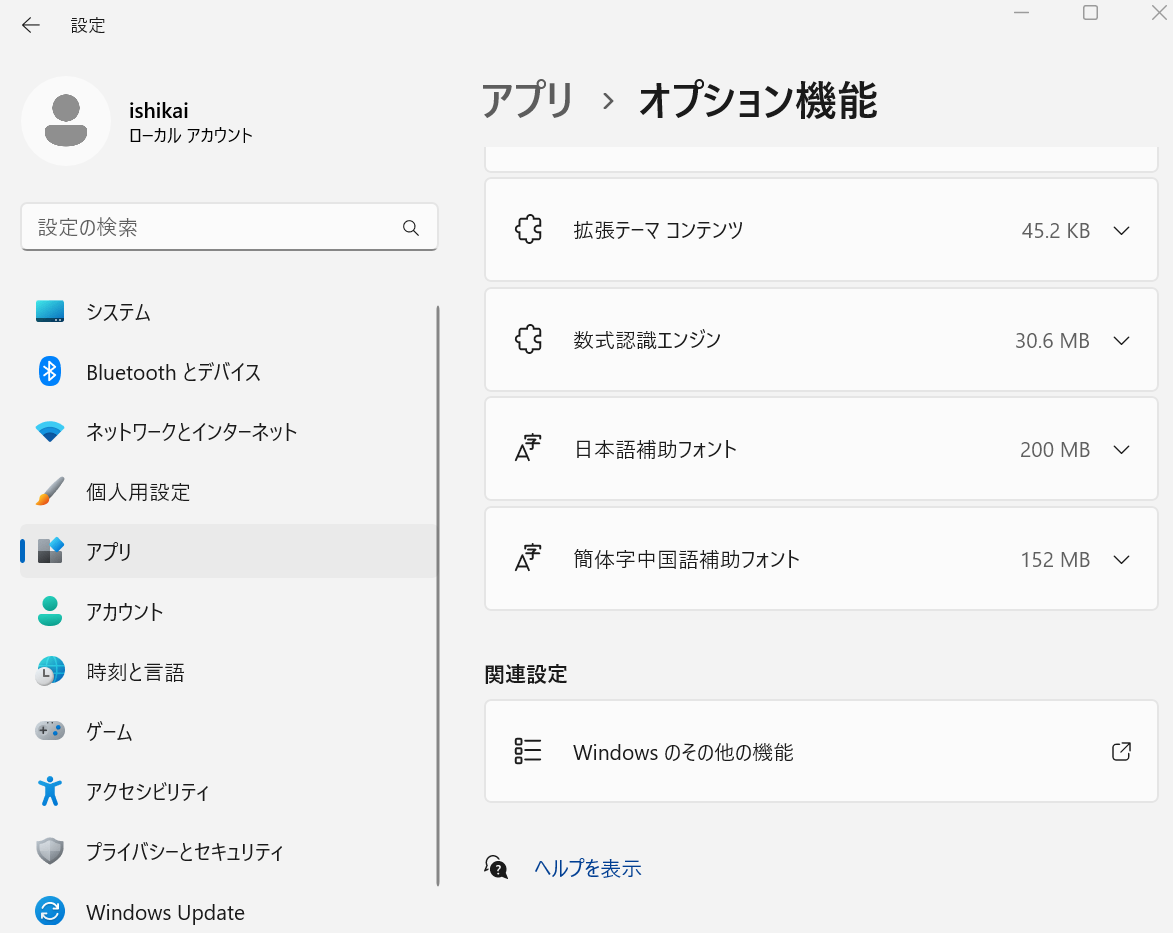 設定
ishikai
ローカル アカウント
設定の検索
システム
Bluetooth とデバイス
ネットワークとインターネット
個人用設定
アプリ
アカウント
時刻と言語
ゲーム
アクセシビリティ
プライバシーとセキュリティ
Windows Update
アプリ › オプション機能
拡張テーマ コンテンツ 45.2 KB
数式認識エンジン 30.6 MB
日本語補助フォント 200 MB
簡体字中国語補助フォント 152 MB
関連設定
Windows のその他の機能
ヘルプを表示